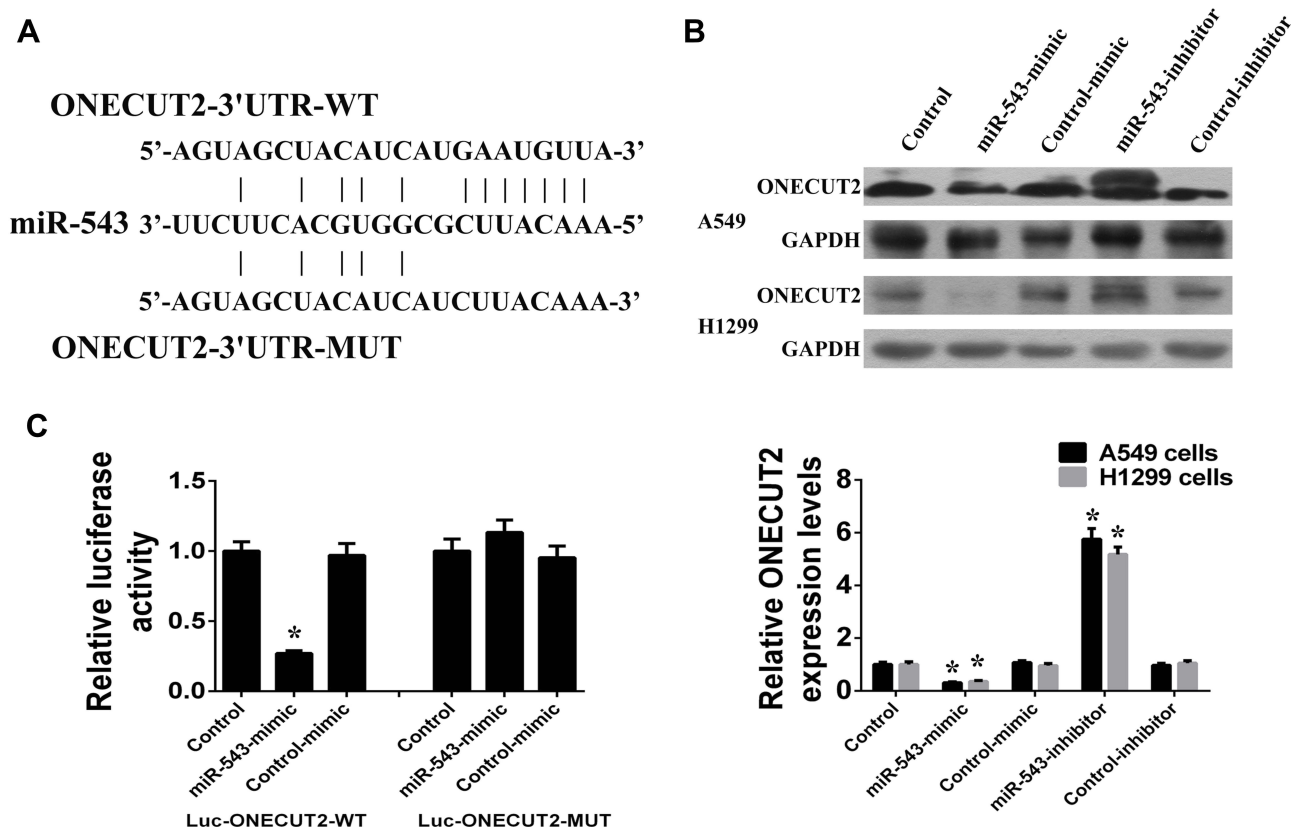 A
ONECUT2-3'UTR-WT
5’-AGUAGCUACAUCAUGAAUGUUA-3’
miR-543 3’-UUCUUCACGUGGCGCUUACAAA-5’
5’-AGUAGCUACAUCAUCUUACAAA-3’
ONECUT2-3'UTR-MUT
B
Control
miR-543-mimic
Control-mimic
miR-543-inhibitor
Control-inhibitor
ONECUT2
A549
GAPDH
ONECUT2
H1299
GAPDH
C
Relative luciferase
activity
1.5
1.0
0.5
0.0
*
Control
miR-543-mimic
Control-mimic
Control
miR-543-mimic
Control-mimic
Luc-ONECUT2-WT
Luc-ONECUT2-MUT
Relative ONECUT2
expression levels
A549 cells
H1299 cells
8
6
4
2
0
* *
* *
Control
miR-543-mimic
Control-mimic
miR-543-inhibitor
Control-inhibitor